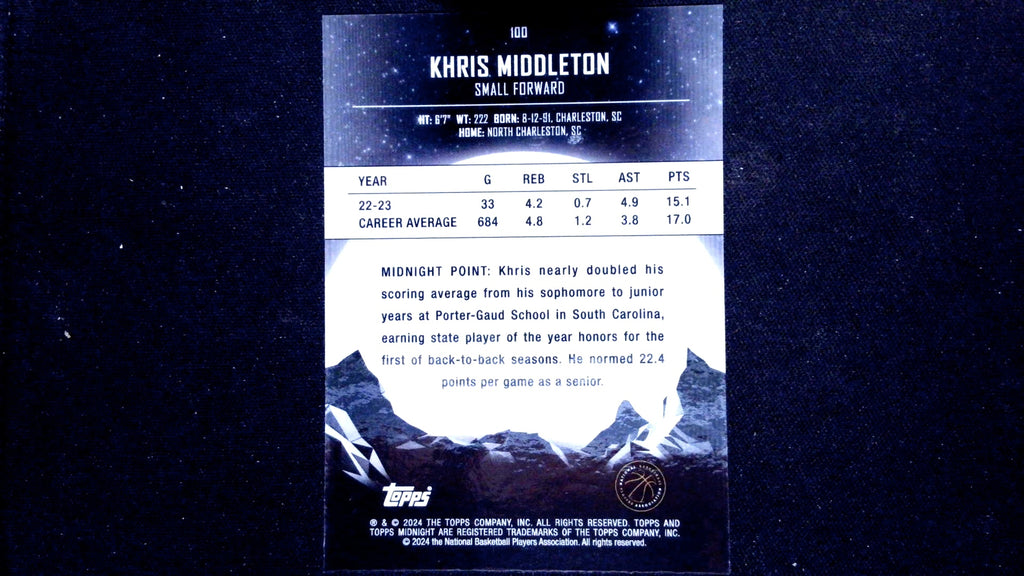 100
KHRIS MIDDLETON
SMALL FORWARD
HT: 6'7" WT: 222 BORN: 8-12-91, CHARLESTON, SC
HOME: NORTH CHARLESTON, SC
YEAR G REB STL AST PTS
22-23 33 4.2 0.7 4.9 15.1
CAREER AVERAGE 684 4.8 1.2 3.8 17.0
MIDNIGHT POINT: Khris nearly doubled his
scoring average from his sophomore to junior
years at Porter-Gaud School in South Carolina,
earning state player of the year honors for the
first of back-to-back seasons. He normed 22.4
points per game as a senior.
NATIONAL BASKETBALL PLAYERS ASSOCIATION
topps
® & © 2024 THE TOPPS COMPANY, INC. ALL RIGHTS RESERVED. TOPPS AND
TOPPS MIDNIGHT ARE REGISTERED TRADEMARKS OF THE TOPPS COMPANY, INC.
© 2024 the National Basketball Players Association. All rights reserved.